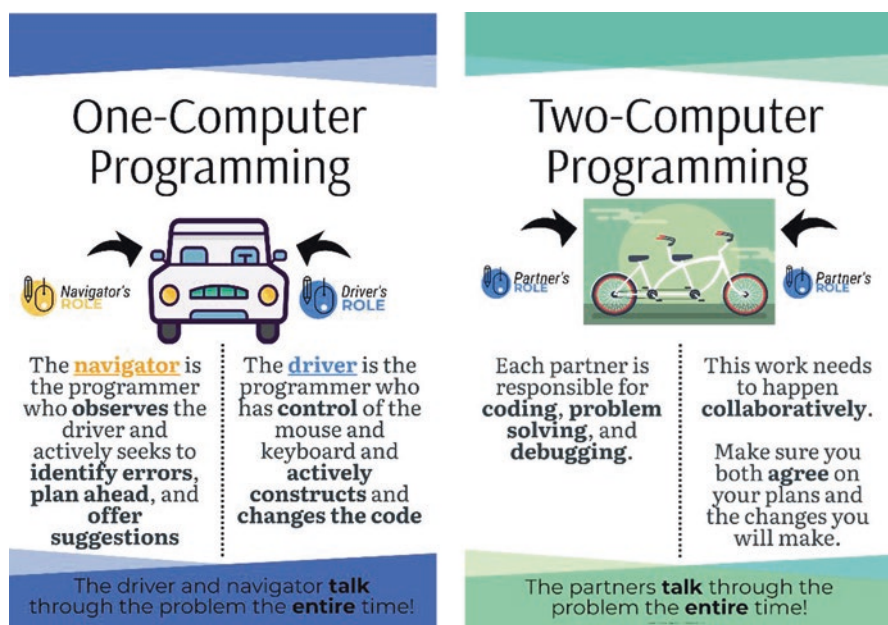 One-Computer
Programming
Navigator's
ROLE
Driver's
ROLE
The navigator is
the programmer
who observes the
driver and
actively seeks to
identify errors,
plan ahead, and
offer
suggestions
The driver is the
programmer who
has control of the
mouse and
keyboard and
actively
constructs and
changes the code
The driver and navigator talk
through the problem the entire time!
Two-Computer
Programming
Partner's
ROLE
Partner's
ROLE
Each partner is
responsible for
coding, problem
solving, and
debugging.
This work needs
to happen
collaboratively.
Make sure you
both agree on
your plans and
the changes you
will make.
The partners talk through the
problem the entire time!